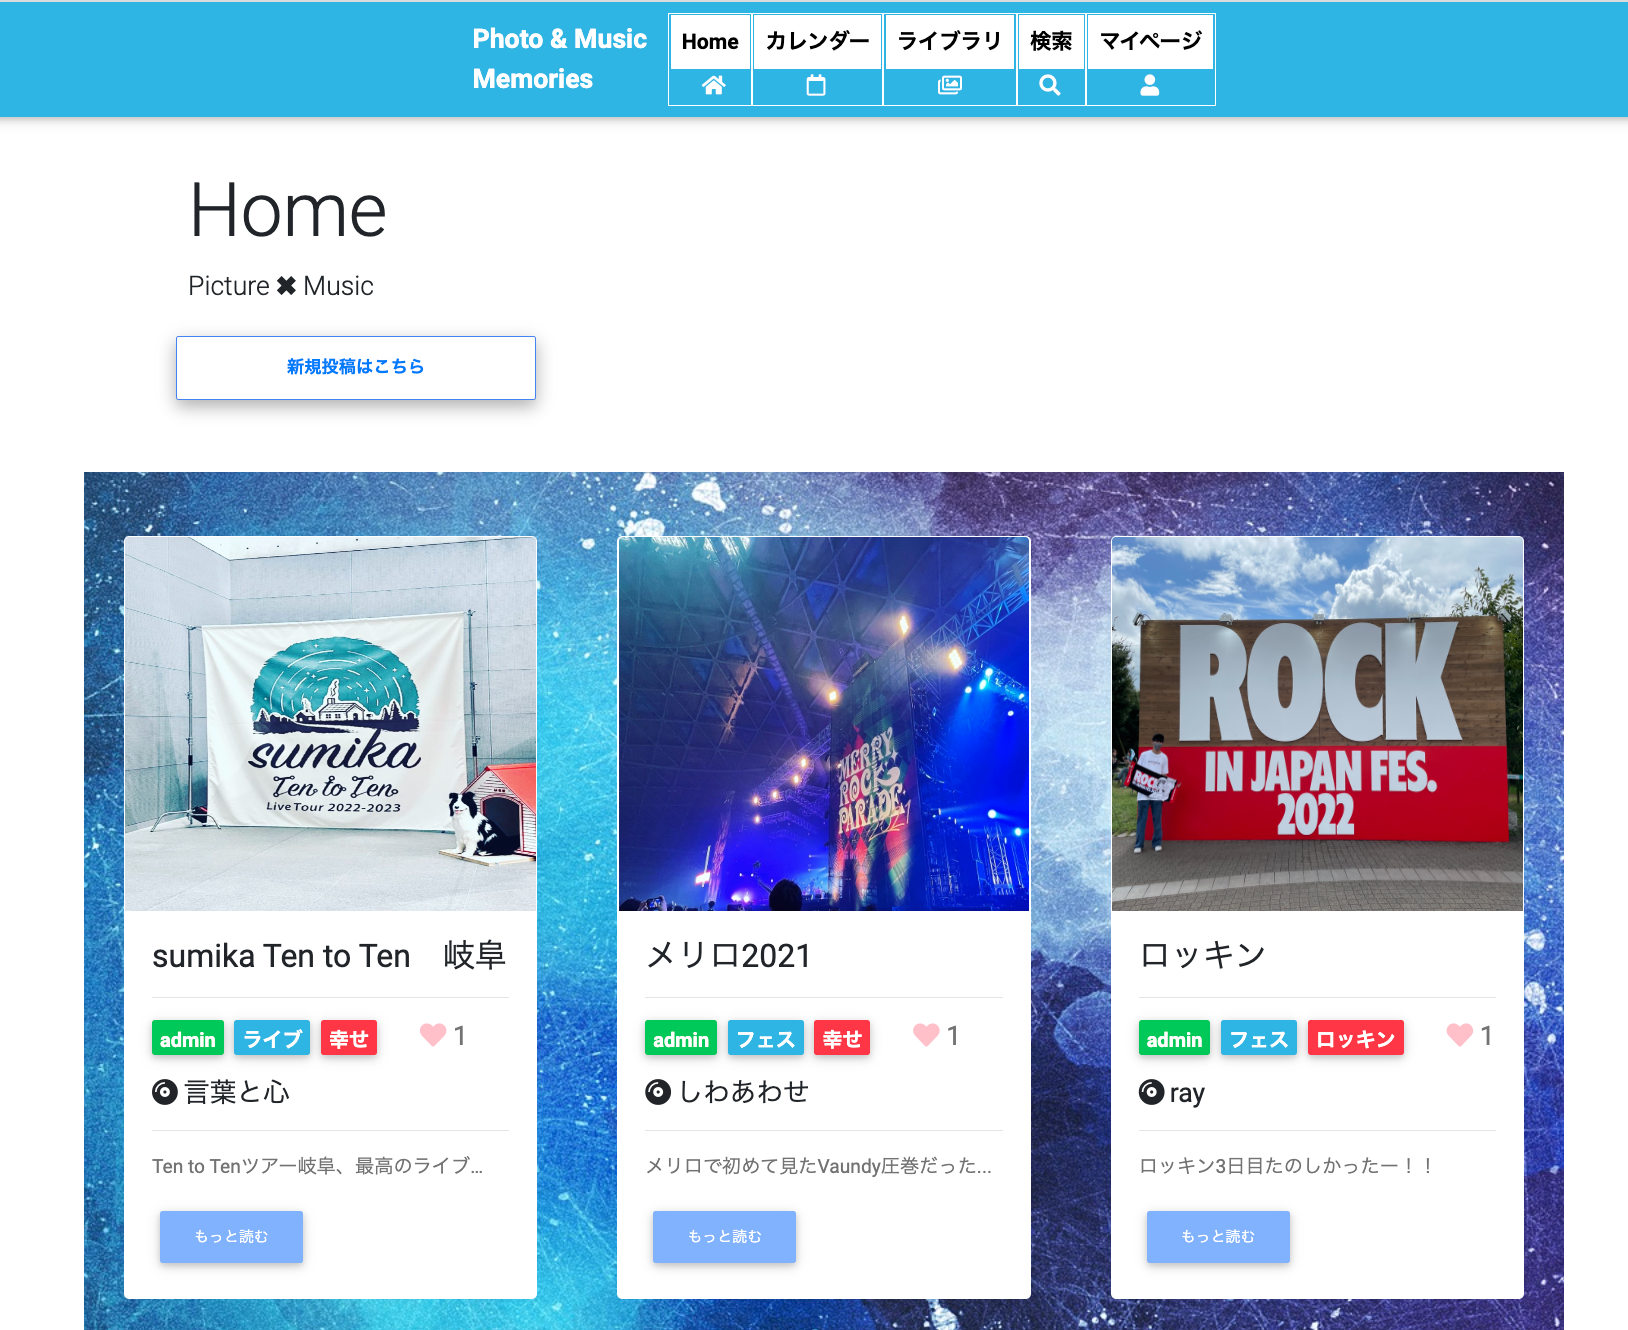 Photo & Music
Memories
Home
カレンダー
ライブラリ
検索
マイページ
Home
Picture ✖ Music
新規投稿はこちら
sumika
Ten to Ten
Live Tour 2022-2023
MERRY
ROCK
PARADE
ROCK
IN JAPAN FES.
2022
ROCK
sumika Ten to Ten　岐阜
admin ライブ 幸せ 1
言葉と心
Ten to Tenツアー岐阜、最高のライブ...
もっと読む
メリロ2021
admin フェス 幸せ 1
しわあわせ
メリロで初めて見たVaundy圧巻だった...
もっと読む
ロッキン
admin フェス ロッキン 1
ray
ロッキン3日目たのしかったー！！
もっと読む